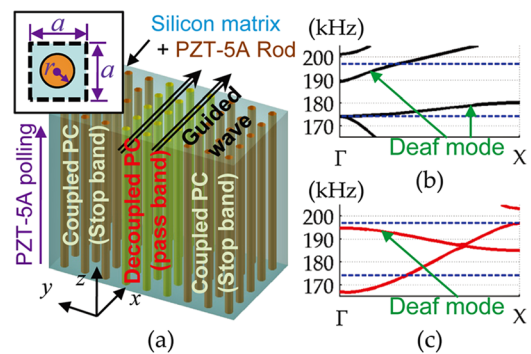 a
a
r
Silicon matrix
+ PZT-5A Rod
PZT-5A polling
Coupled PC
(Stop band)
Decoupled PC
(pass band)
Guided
wave
Coupled PC
(Stop band)
z
y
x
(a)
(kHz)
200
190
180
170
Deaf mode
Γ
X
(b)
(kHz)
200
190
180
170
Deaf mode
Γ
X
(c)